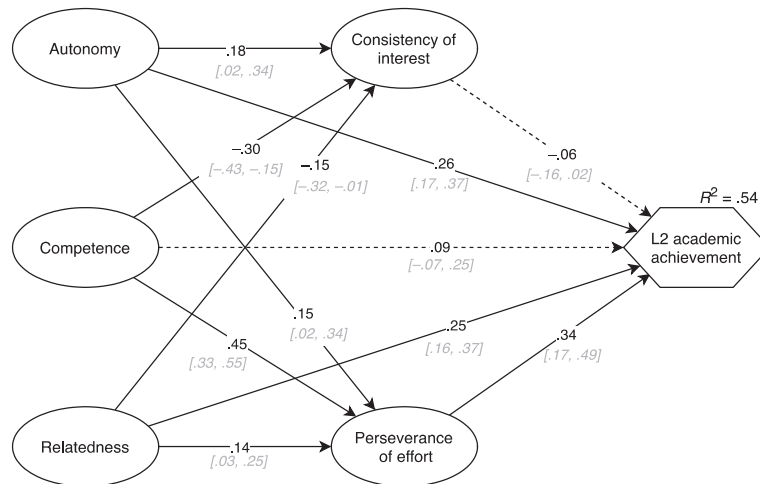 Autonomy
.18
[.02, .34]
Consistency of
interest
−.30
[−.43, −.15]
−.15
[−.32, −.01]
.26
[.17, .37]
−.06
[−.16, .02]
R² = .54
Competence
.09
[−.07, .25]
L2 academic
achievement
.15
[.02, .34]
.45
[.33, .55]
.25
[.16, .37]
.34
[.17, .49]
Relatedness
.14
[.03, .25]
Perseverance
of effort